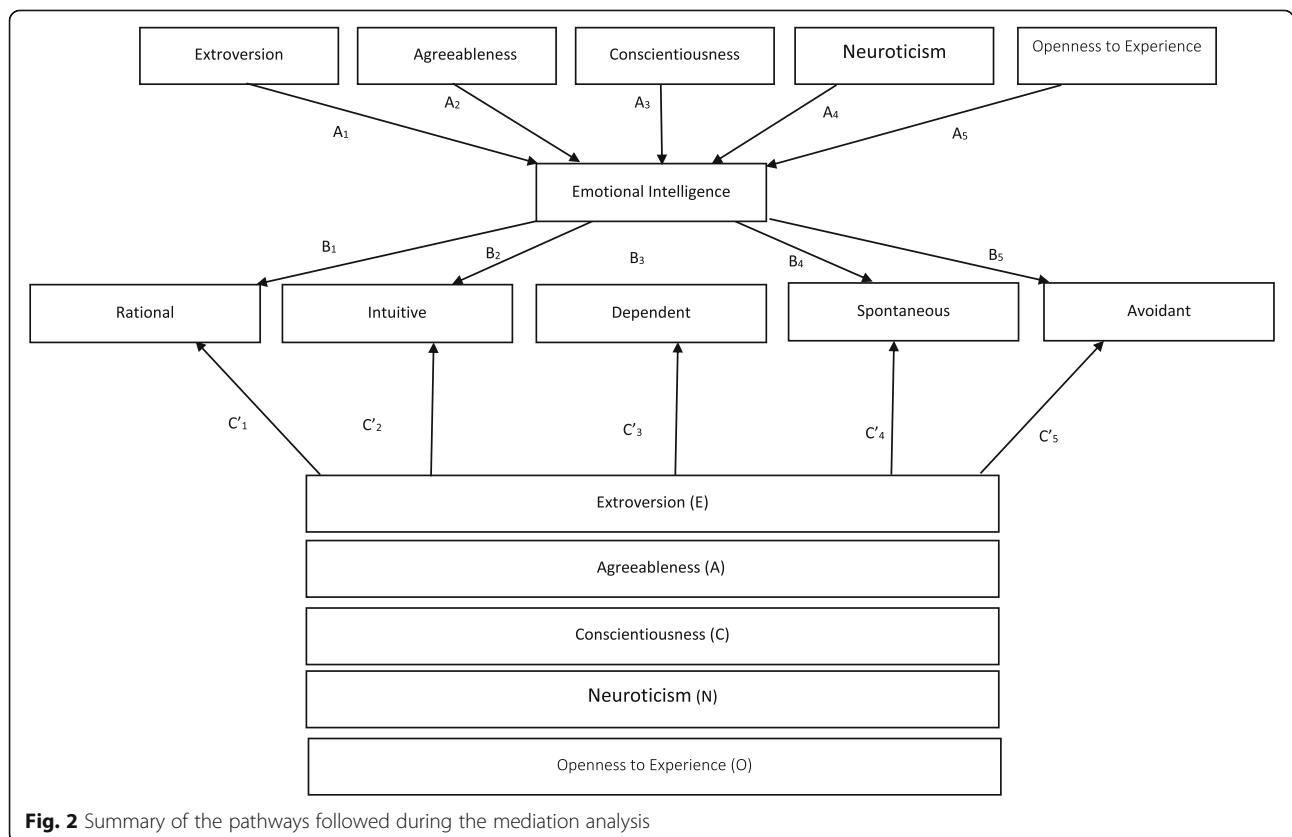 Extroversion
Agreeableness
Conscientiousness
Neuroticism
Openness to Experience
A1
A2
A3
A4
A5
Emotional Intelligence
B1
B2
B3
B4
B5
Rational
Intuitive
Dependent
Spontaneous
Avoidant
C'1
C'2
C'3
C'4
C'5
Extroversion (E)
Agreeableness (A)
Conscientiousness (C)
Neuroticism (N)
Openness to Experience (O)
Fig. 2 Summary of the pathways followed during the mediation analysis